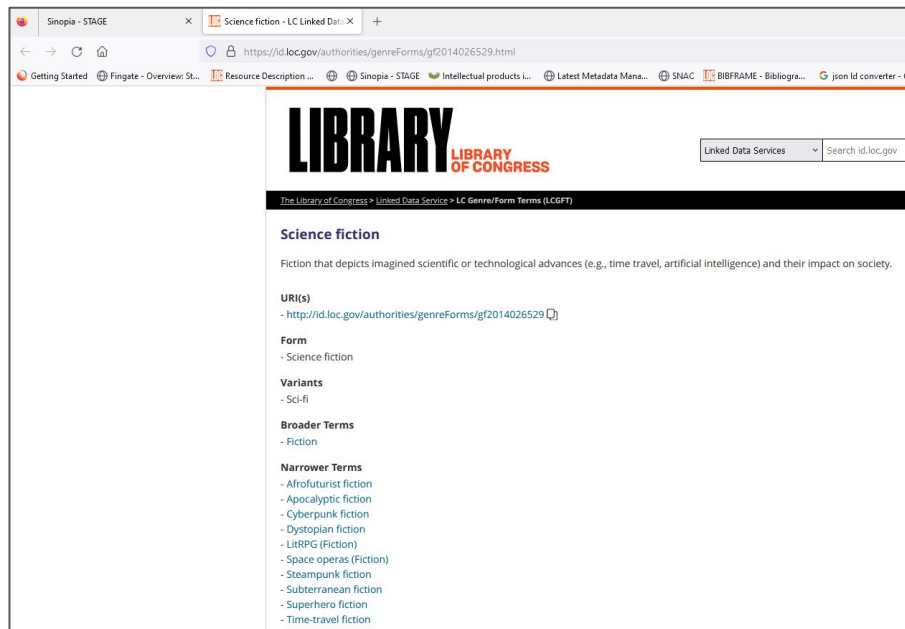 Sinopia - STAGE
Science fiction - LC Linked Data
https://id.loc.gov/authorities/genreForms/gf2014026529.html
Getting Started Fingate - Overview: St... Resource Description ... Sinopia - STAGE Intellectual products i... Latest Metadata Mana... SNAC BIBFRAME - Bibliogra... json ld converter -
LIBRARY
LIBRARY
OF CONGRESS
Linked Data Services Search id.loc.gov
The Library of Congress > Linked Data Service > LC Genre/Form Terms (LCGFT)
Science fiction
Fiction that depicts imagined scientific or technological advances (e.g., time travel, artificial intelligence) and their impact on society.
URI(s)
- http://id.loc.gov/authorities/genreForms/gf2014026529
Form
- Science fiction
Variants
- Sci-fi
Broader Terms
- Fiction
Narrower Terms
- Afrofuturist fiction
- Apocalyptic fiction
- Cyberpunk fiction
- Dystopian fiction
- LitRPG (Fiction)
- Space operas (Fiction)
- Steampunk fiction
- Subterranean fiction
- Superhero fiction
- Time-travel fiction